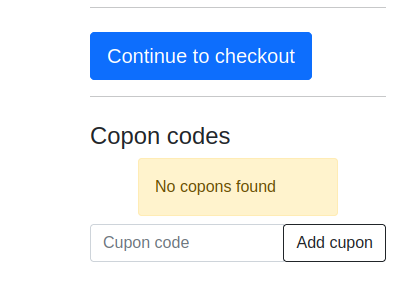 Continue to checkout
Copon codes
No copons found
Cupon code
Add cupon